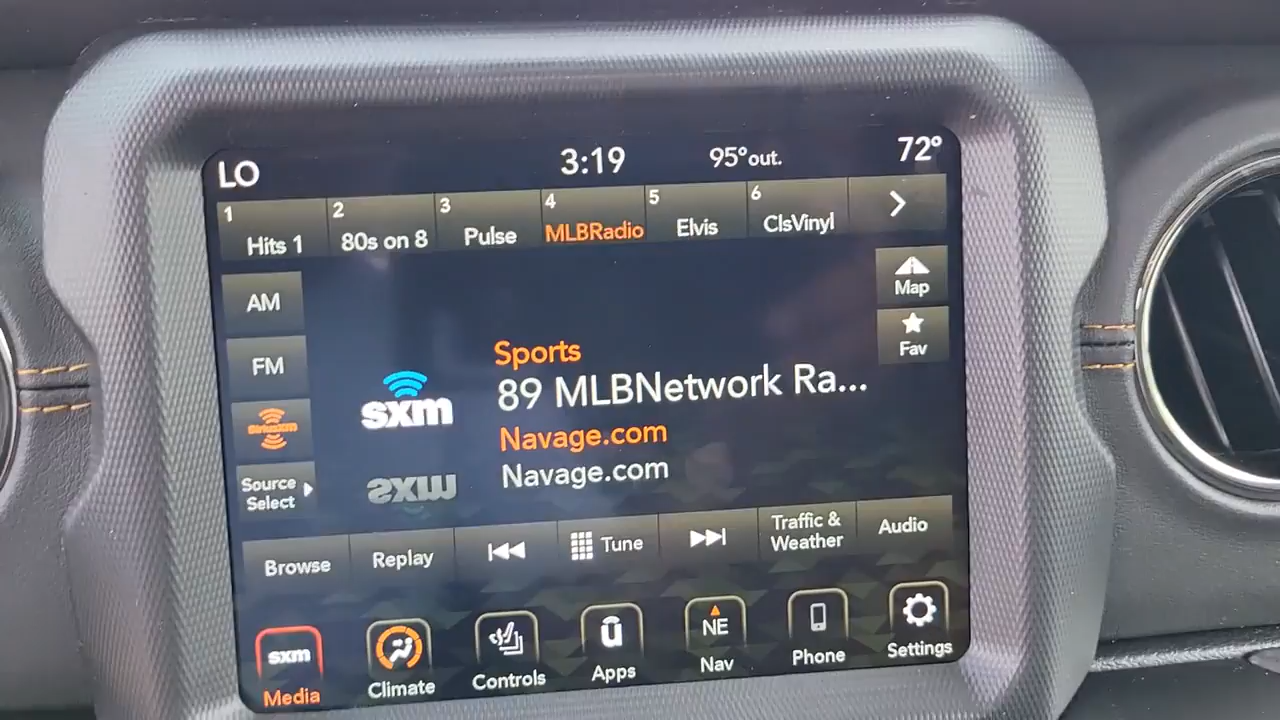 LO 3:19 95°out. 72°
1 Hits 1 2 80s on 8 3 Pulse 4 MLBRadio 5 Elvis 6 ClsVinyl
AM
FM
SiriusXM
Source
Select
Map
Fav
sxm
Sports
89 MLBNetwork Ra...
Navage.com
Navage.com
Browse Replay Tune Traffic &
Weather Audio
sxm
Media
Climate
Controls
Apps
NE
Nav
Phone
Settings